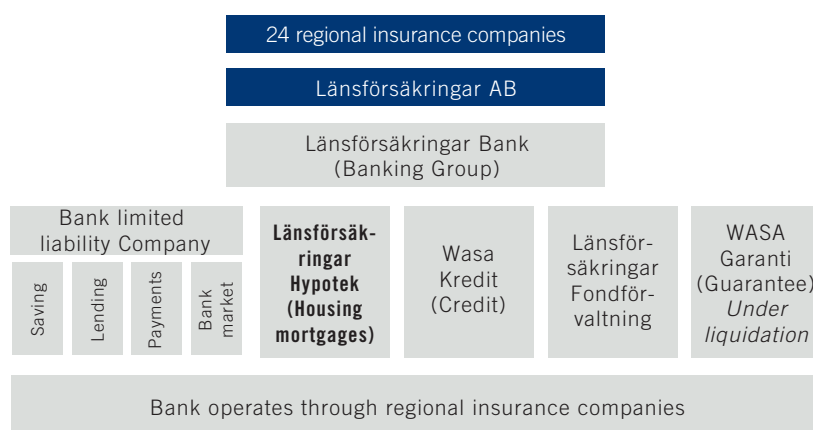 24 regional insurance companies
Länsförsäkringar AB
Länsförsäkringar Bank
(Banking Group)
Bank limited
liability Company
Saving
Lending
Payments
Bank
market
Länsförsäk-
ringar
Hypotek
(Housing
mortgages)
Wasa
Kredit
(Credit)
Länsför-
säkringar
Fondför-
valtning
WASA
Garanti
(Guarantee)
Under
liquidation
Bank operates through regional insurance companies